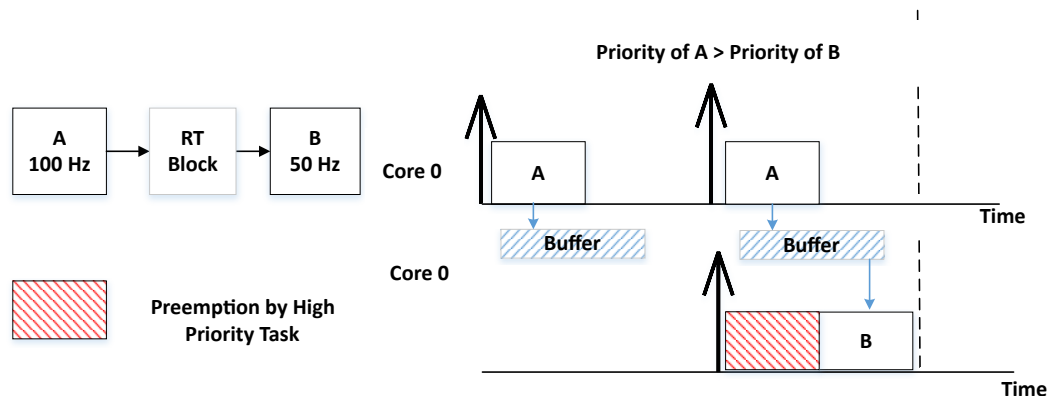 Priority of A > Priority of B
A
100 Hz
RT
Block
B
50 Hz
Core 0
A
A
Time
Buffer
Buffer
Core 0
Preemption by High
Priority Task
B
Time